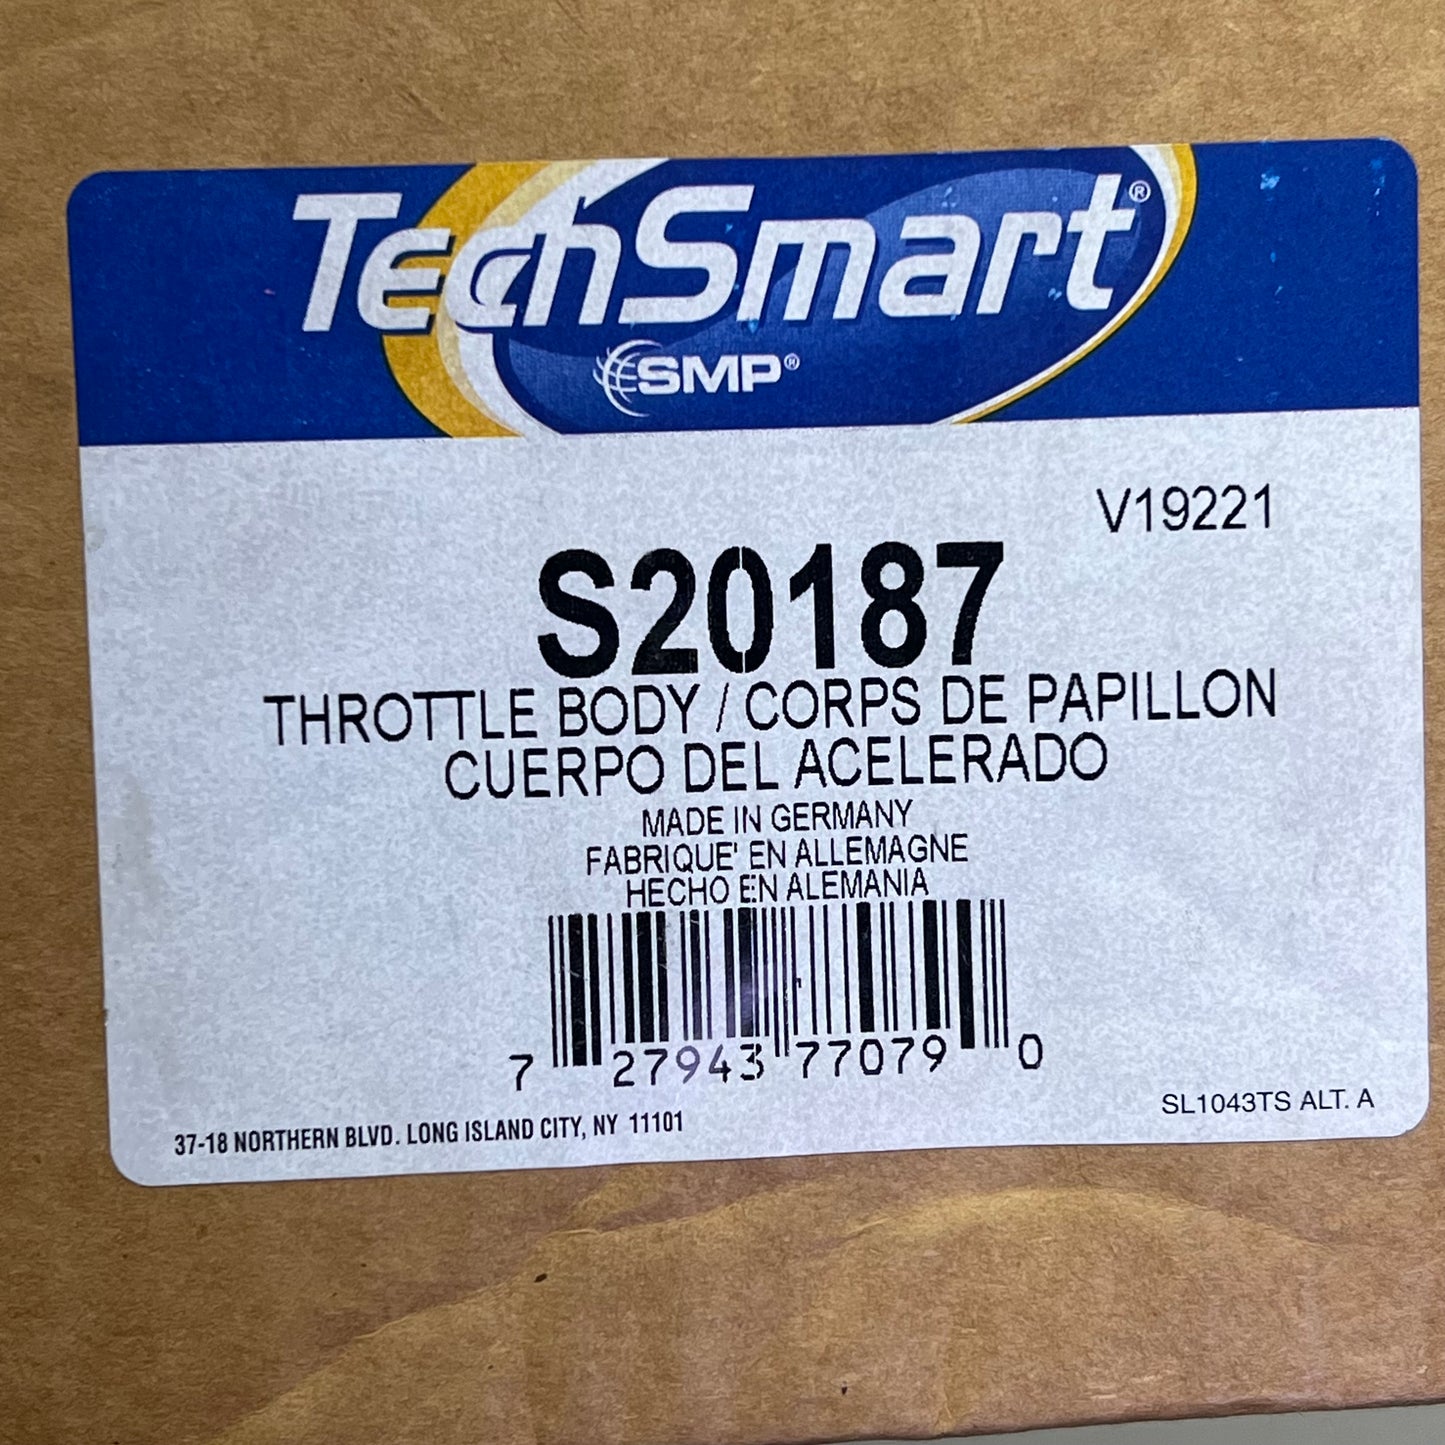 TechSmart®
SMP®
V19221
S20187
THROTTLE BODY / CORPS DE PAPILLON
CUERPO DEL ACELERADO
MADE IN GERMANY
FABRIQUE' EN ALLEMAGNE
HECHO EN ALEMANIA
7 27943 77079 0
37-18 NORTHERN BLVD. LONG ISLAND CITY, NY 11101
SL1043TS ALT. A